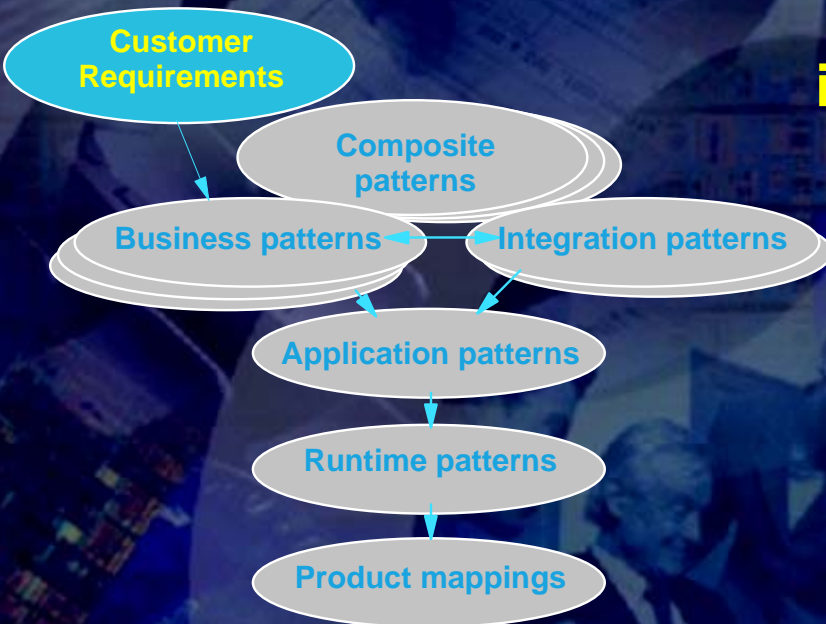 Customer
Requirements
Composite
patterns
Business patterns
Integration patterns
Application patterns
Runtime patterns
Product mappings